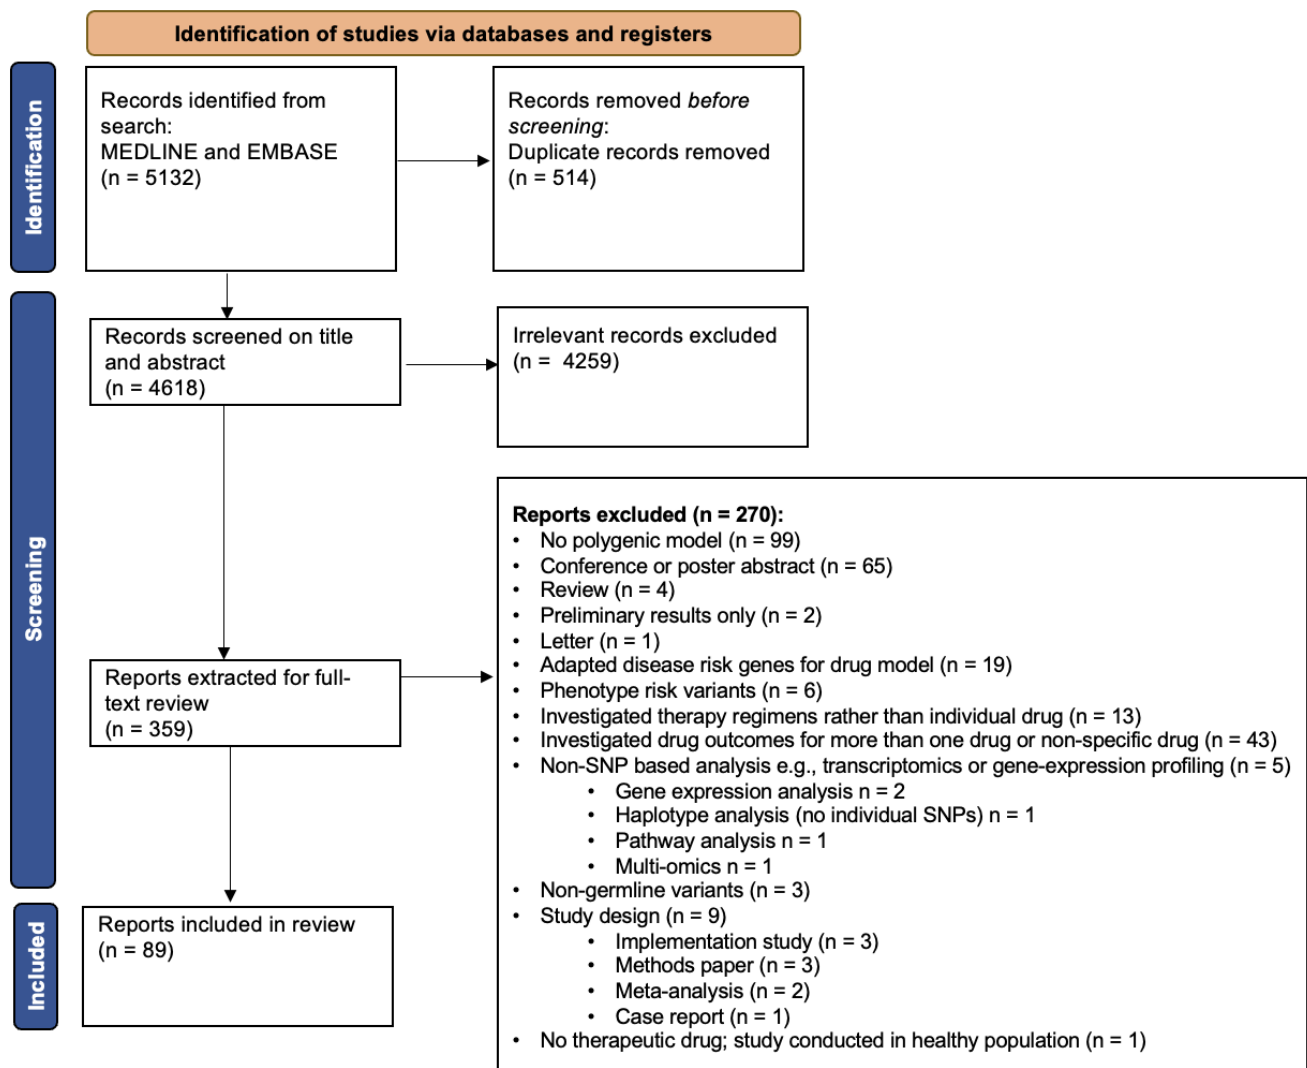 Identification of studies via databases and registers
Identification
Records identified from
search:
MEDLINE and EMBASE
(n = 5132)
Records removed before
screening:
Duplicate records removed
(n = 514)
Screening
Records screened on title
and abstract
(n = 4618)
Irrelevant records excluded
(n = 4259)
Reports extracted for full-
text review
(n = 359)
Reports excluded (n = 270):
• No polygenic model (n = 99)
• Conference or poster abstract (n = 65)
• Review (n = 4)
• Preliminary results only (n = 2)
• Letter (n = 1)
• Adapted disease risk genes for drug model (n = 19)
• Phenotype risk variants (n = 6)
• Investigated therapy regimens rather than individual drug (n = 13)
• Investigated drug outcomes for more than one drug or non-specific drug (n = 43)
• Non-SNP based analysis e.g., transcriptomics or gene-expression profiling (n = 5)
• Gene expression analysis n = 2
• Haplotype analysis (no individual SNPs) n = 1
• Pathway analysis n = 1
• Multi-omics n = 1
• Non-germline variants (n = 3)
• Study design (n = 9)
• Implementation study (n = 3)
• Methods paper (n = 3)
• Meta-analysis (n = 2)
• Case report (n = 1)
• No therapeutic drug; study conducted in healthy population (n = 1)
Included
Reports included in review
(n = 89)